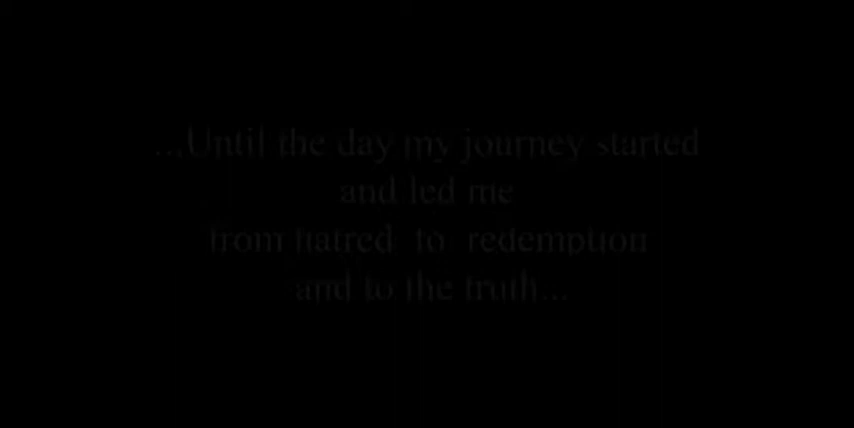 ...Until the day my journey started
and led me
from hatred to redemption
and to the truth...